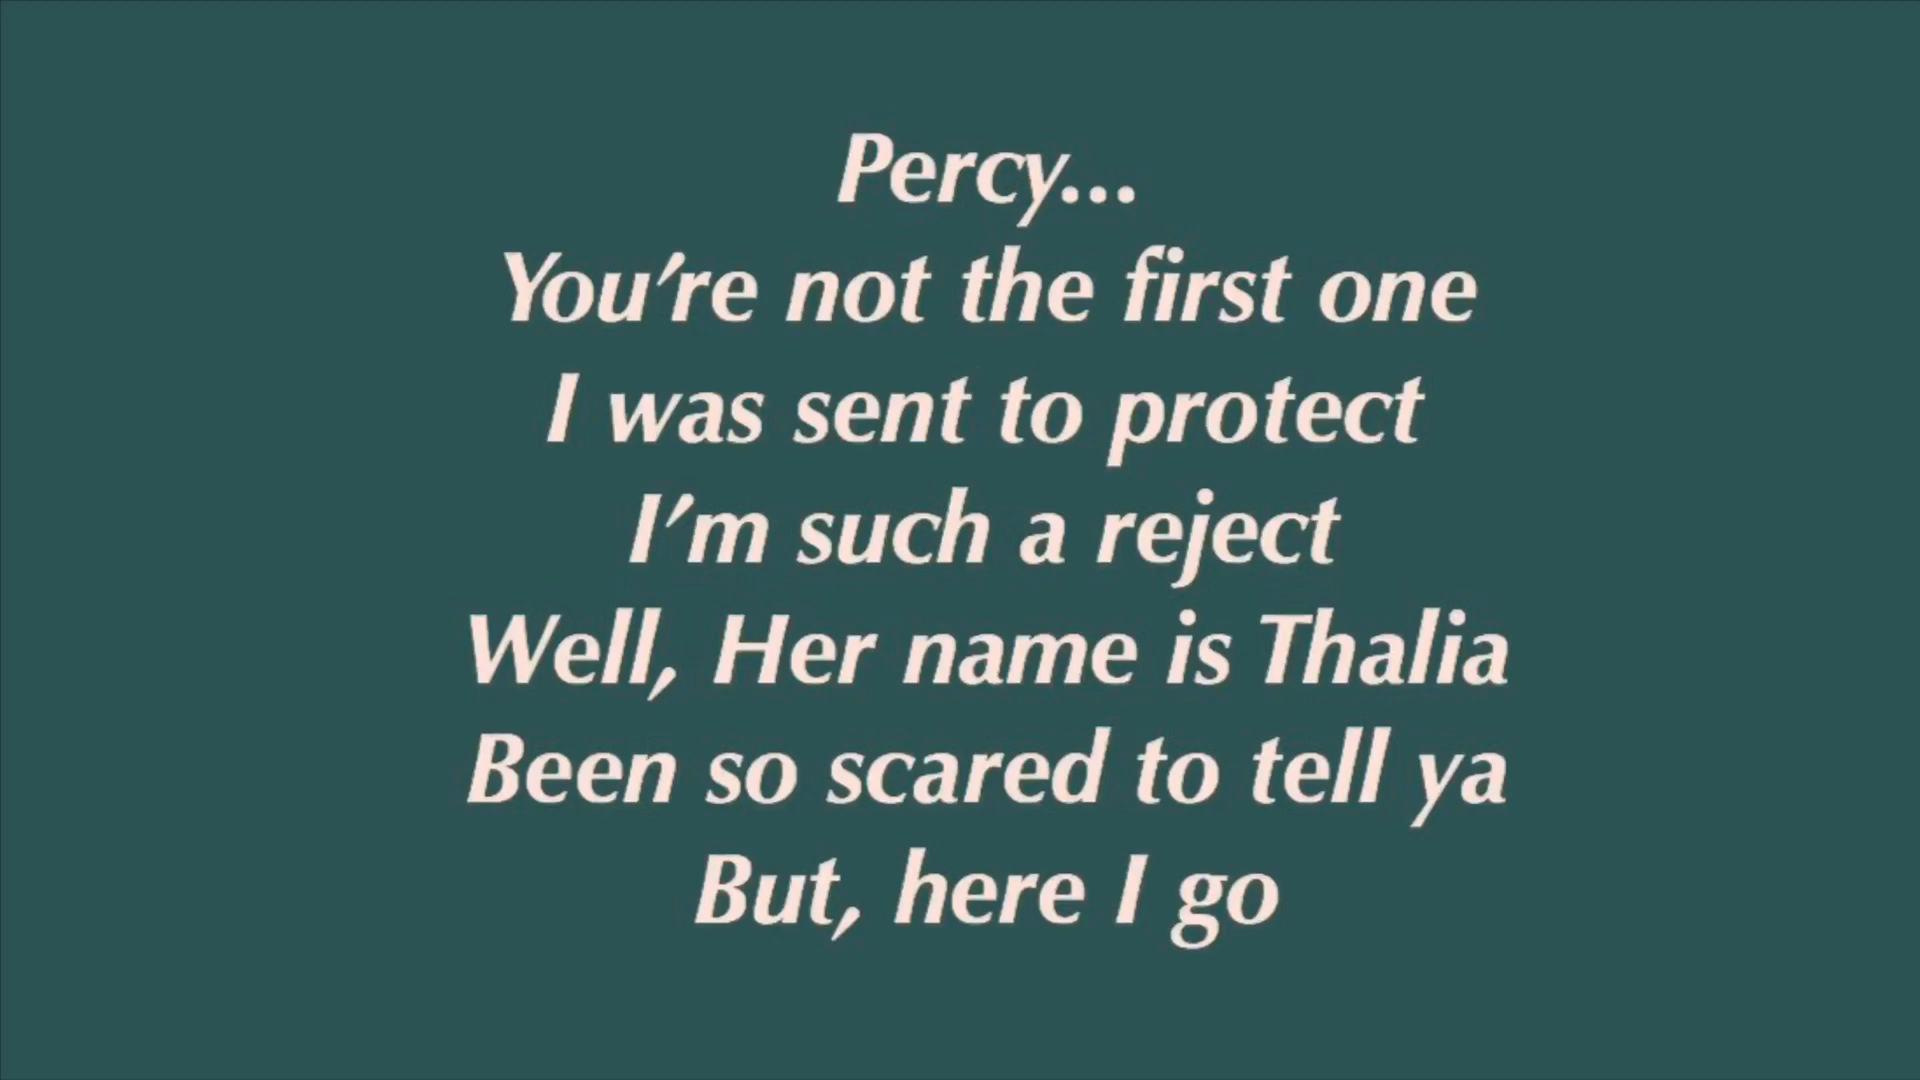 Percy...
You’re not the first one
I was sent to protect
I’m such a reject
Well, Her name is Thalia
Been so scared to tell ya
But, here I go